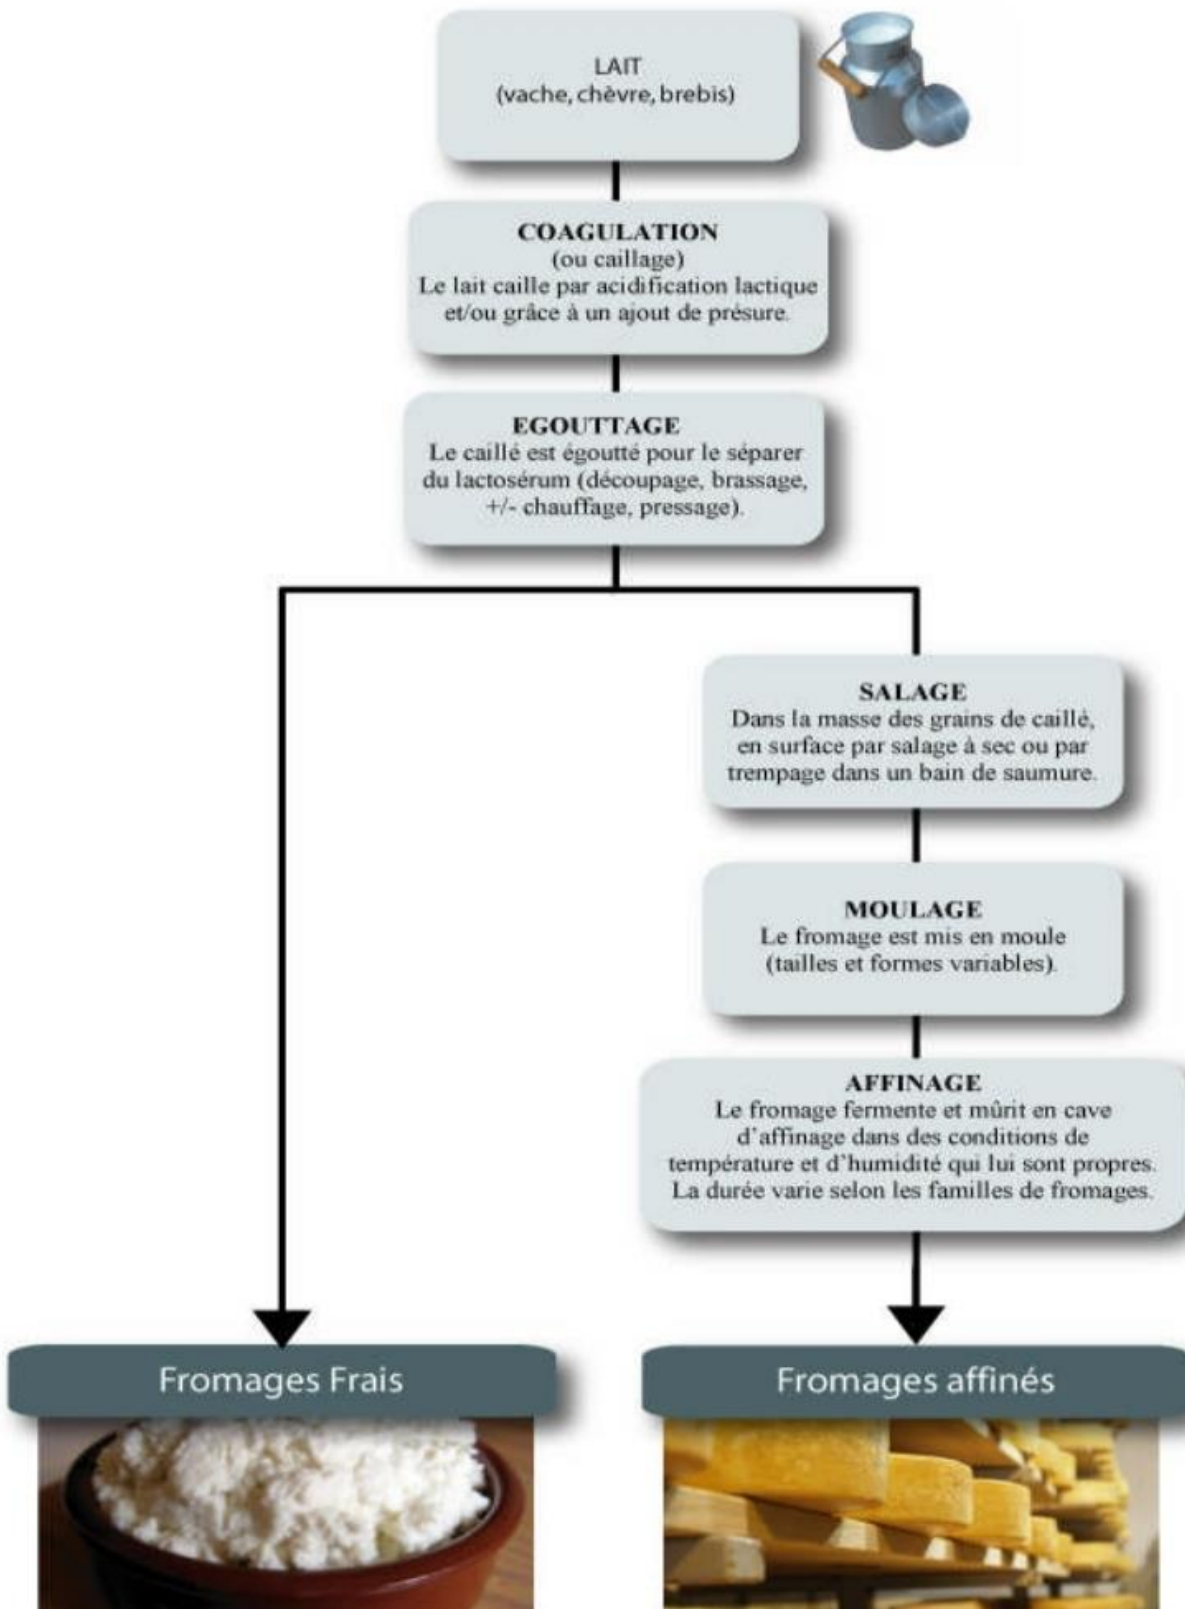 LAIT
(vache, chèvre, brebis)
COAGULATION
(ou caillage)
Le lait caille par acidification lactique
et/ou grâce à un ajout de présure.
EGOUTTAGE
Le caillé est égoutté pour le séparer
du lactosérum (découpage, brassage,
+/- chauffage, pressage).
SALAGE
Dans la masse des grains de caillé,
en surface par salage à sec ou par
trempage dans un bain de saumure.
MOULAGE
Le fromage est mis en moule
(tailles et formes variables).
AFFINAGE
Le fromage fermente et mûrit en cave
d'affinage dans des conditions de
température et d'humidité qui lui sont propres.
La durée varie selon les familles de fromages.
Fromages Frais
Fromages affinés